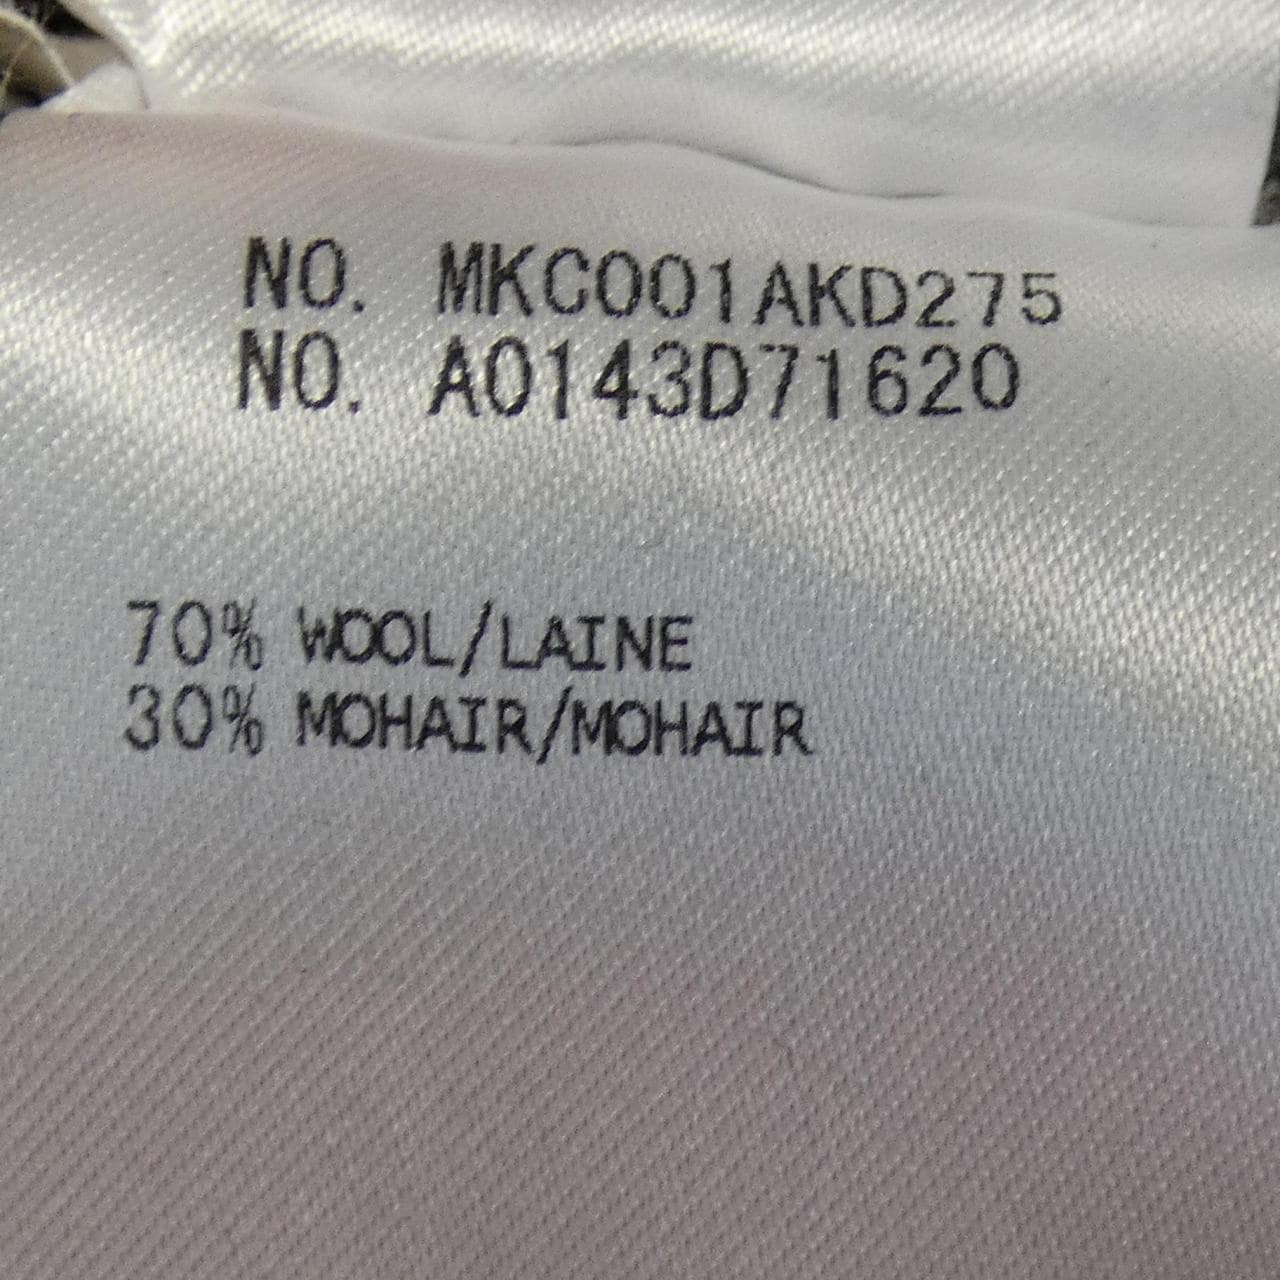 NO. MKC001AKD275
NO. A0143D71620
70% WOOL/LAINE
30% MOHAIR/MOHAIR